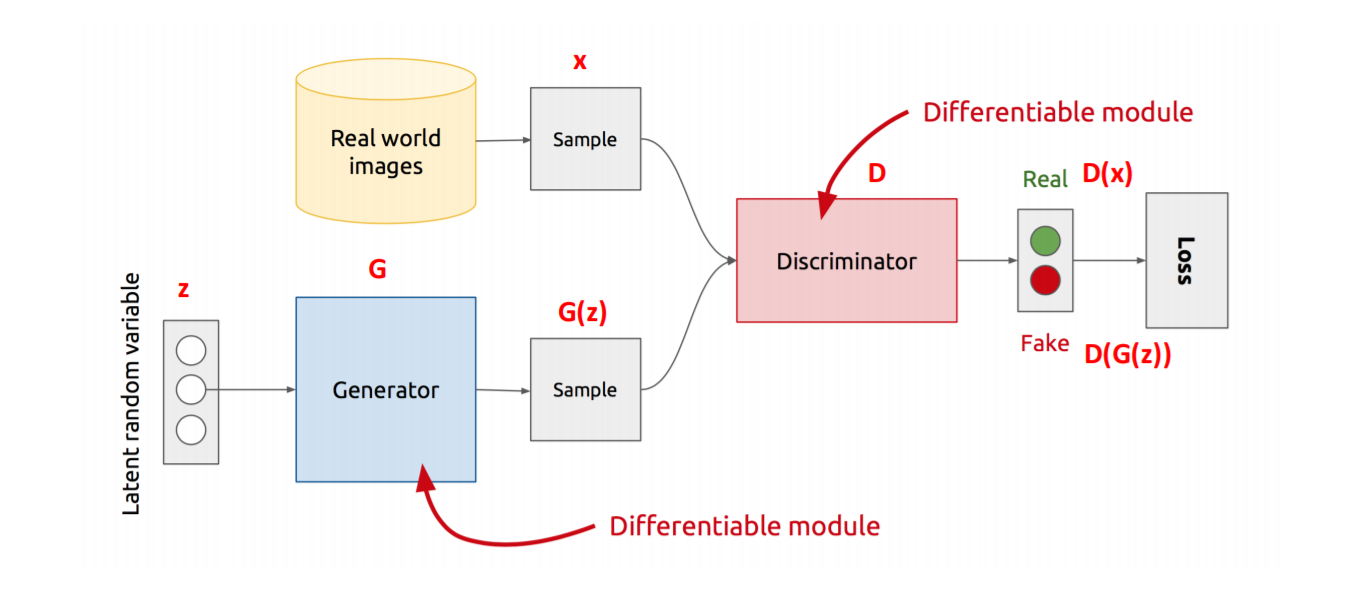 x
Real world
images
Sample
Differentiable module
D
Real
D(x)
Discriminator
Loss
Fake
D(G(z))
Latent random variable
z
G
Generator
G(z)
Sample
Differentiable module